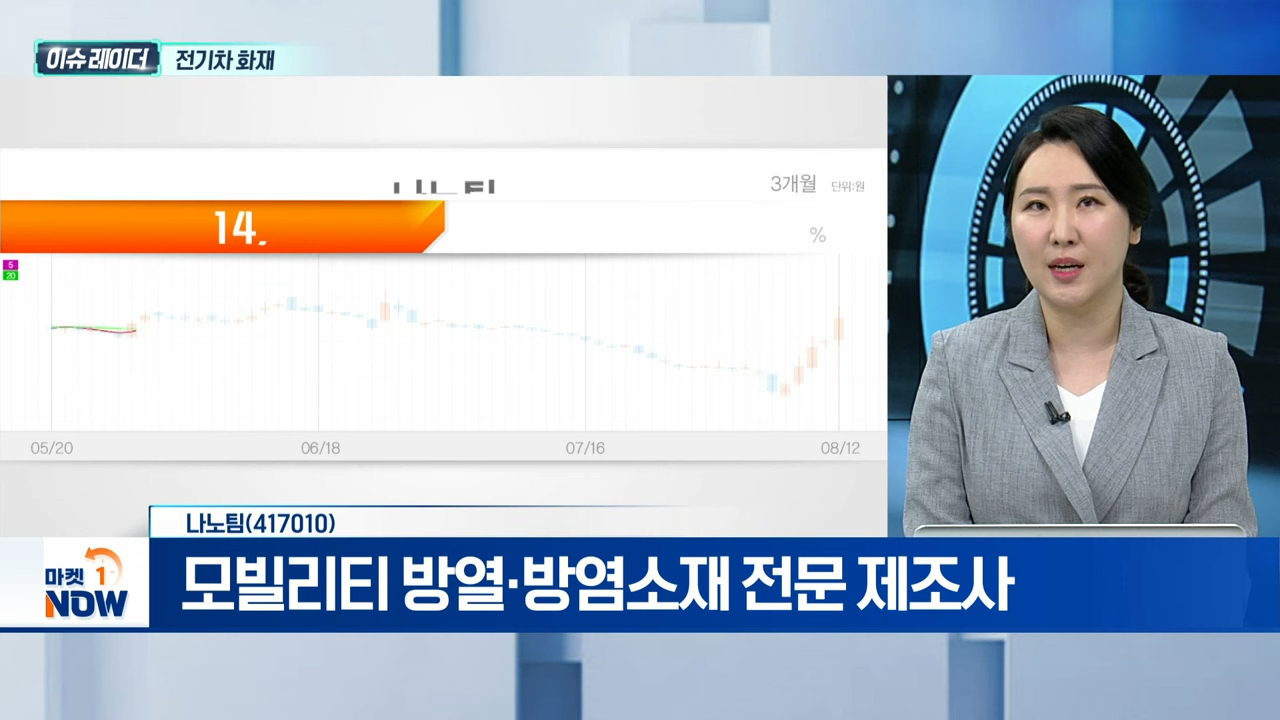 이슈 레이더 전기차 화재
3개월 단위:원
14.
%
5
20
05/20 06/18 07/16 08/12
나노팀(417010)
마켓 1
NOW
모빌리티 방열·방염소재 전문 제조사